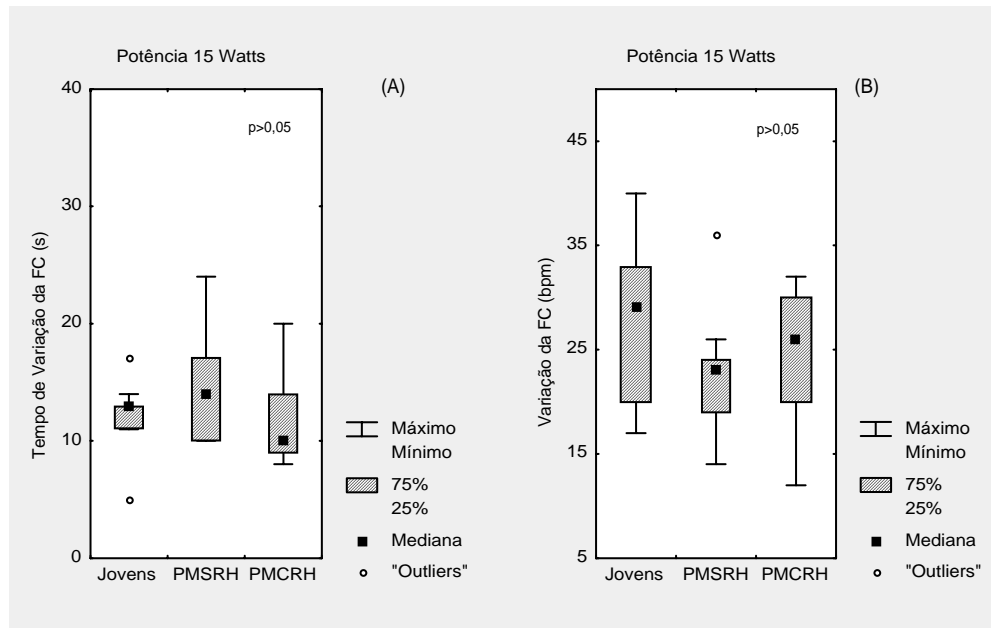 Potência 15 Watts
(A)
p>0,05
Tempo de Variação da FC (s)
40
30
20
10
0
Jovens PMSRH PMCRH
Máximo
Mínimo
75%
25%
Mediana
"Outliers"
Potência 15 Watts
(B)
p>0,05
Variação da FC (bpm)
45
35
25
15
5
Jovens PMSRH PMCRH
Máximo
Mínimo
75%
25%
Mediana
"Outliers"